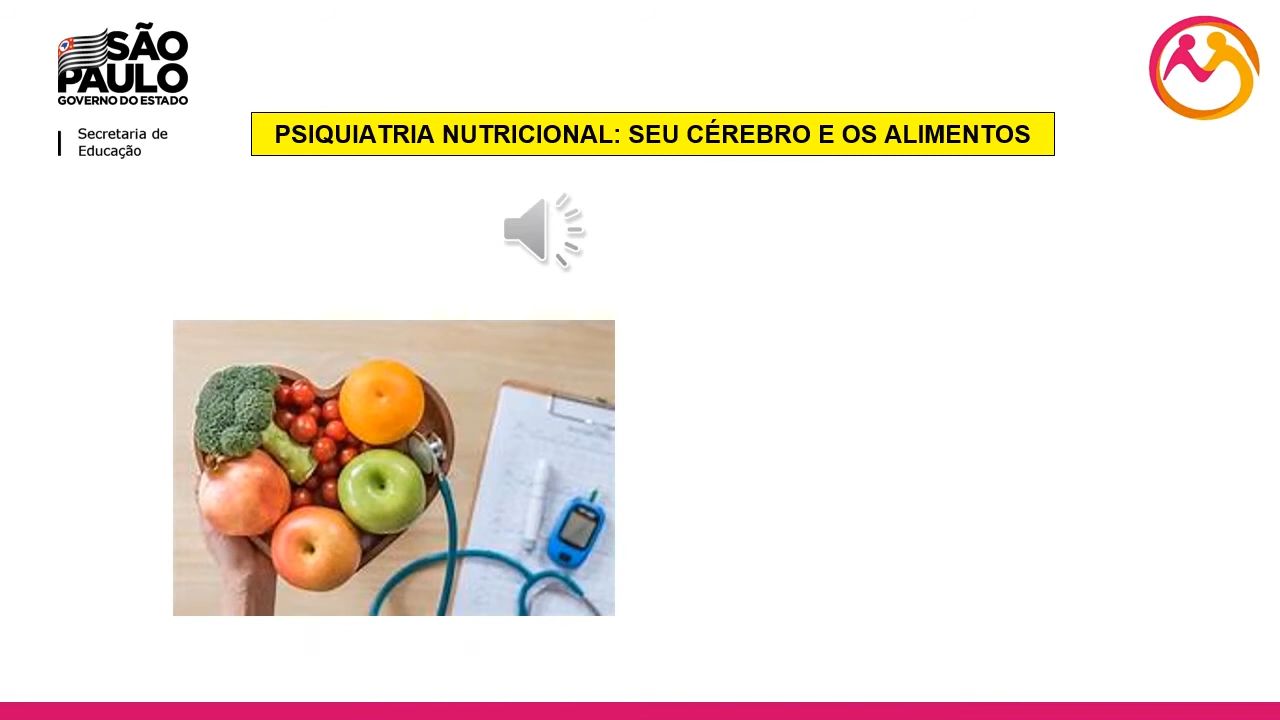 SÃO
PAULO
GOVERNO DO ESTADO
Secretaria de
Educação
PSIQUIATRIA NUTRICIONAL: SEU CÉREBRO E OS ALIMENTOS